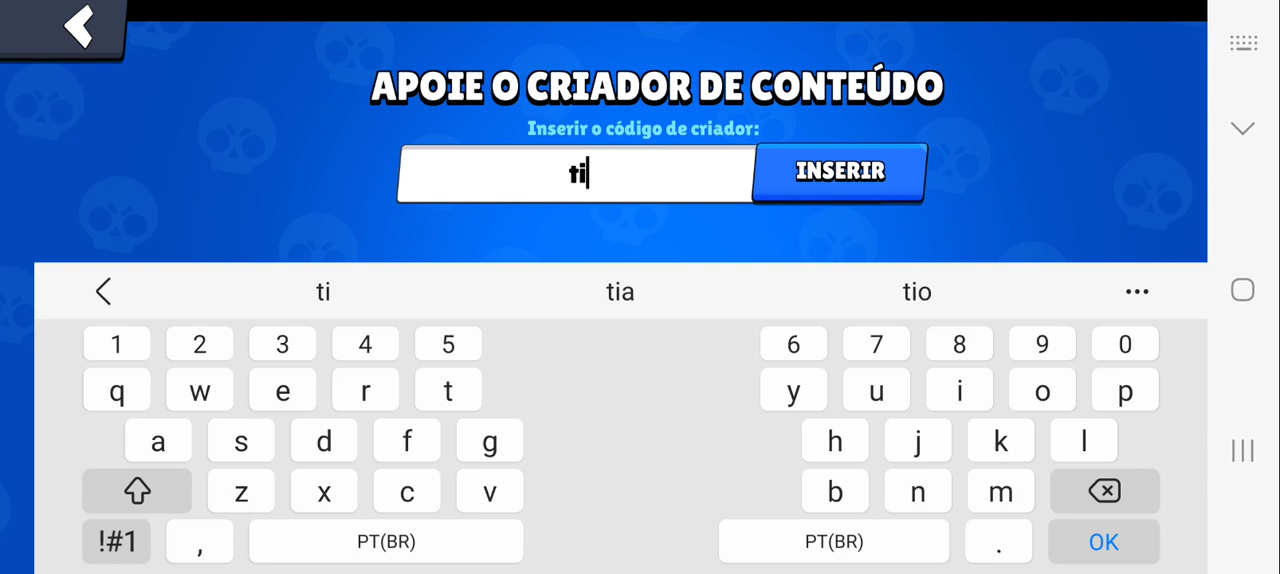 APOIE O CRIADOR DE CONTEÚDO
Inserir o código de criador:
ti
INSERIR
ti tia tio
1 2 3 4 5 6 7 8 9 0
q w e r t y u i o p
a s d f g h j k l
z x c v b n m
!#1 , PT(BR) PT(BR) . OK